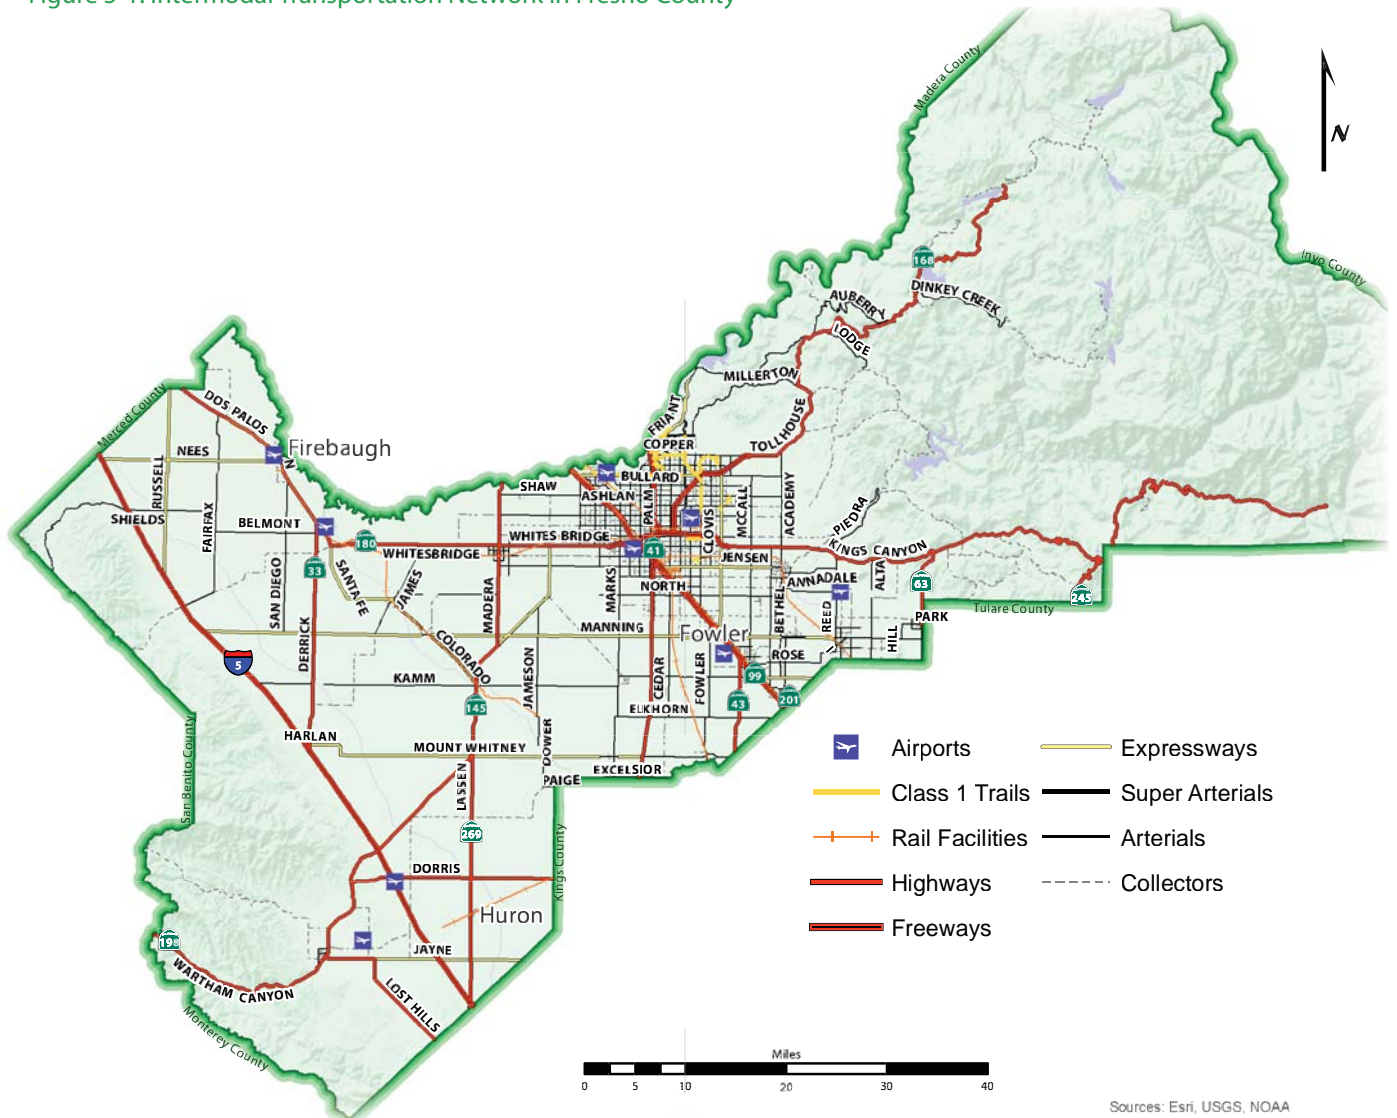 Figure 3-1: Intermodal Transportation Network in Fresno County
Madera County
N
Inyo County
168
DINKEY CREEK
AUBERRY
LODGE
MILLERTON
Merced County
DOS PALOS
FRIANT
TOLLHOUSE
COPPER
Firebaugh
N
NEES
RUSSELL
BULLARD
SHAW
ASHLAN
PALM
MCCALL
ACADEMY
PIEDRA
SHIELDS
FAIRFAX
BELMONT
180
WHITESBRIDGE
WHITES BRIDGE
41
CLOVIS
JENSEN
KINGS CANYON
33
SAN DIEGO
SANTA FE
JAMES
MADERA
MARKS
NORTH
ANNADALE
ALTA
63
245
Tulare County
BETHEL
REED
PARK
HILL
DERRICK
MANNING
Fowler
ROSE
5
COLORADO
KAMM
JAMESON
CEDAR
FOWLER
99
201
43
145
ELKHORN
San Benito County
HARLAN
MOUNT WHITNEY
DOWER
EXCELSIOR
PAIGE
LASSEN
269
Kings County
DORRIS
Huron
JAYNE
198
WARTHAM CANYON
LOST HILLS
Monterey County
Airports
Class 1 Trails
Rail Facilities
Highways
Freeways
Expressways
Super Arterials
Arterials
Collectors
Miles
0 5 10 20 30 40
Sources: Esri, USGS, NOAA